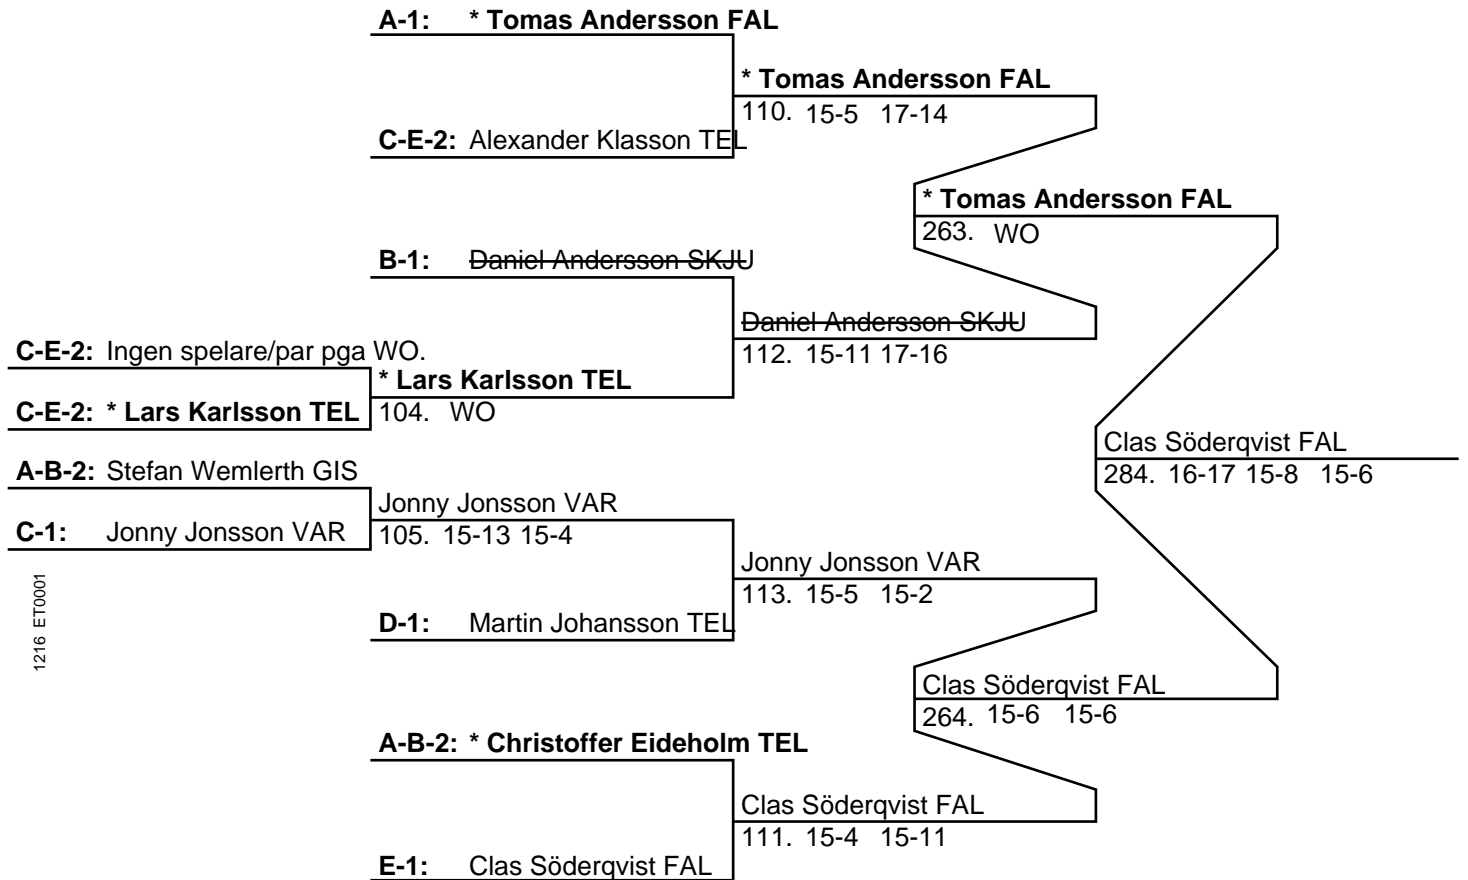 A-1: * Tomas Andersson FAL
* Tomas Andersson FAL
110. 15-5 17-14
C-E-2: Alexander Klasson TEL
* Tomas Andersson FAL
263. WO
B-1: Daniel Andersson SKJU
Daniel Andersson SKJU
112. 15-11 17-16
C-E-2: Ingen spelare/par pga WO.
* Lars Karlsson TEL
C-E-2: * Lars Karlsson TEL
104. WO
Clas Söderqvist FAL
284. 16-17 15-8 15-6
A-B-2: Stefan Wemlerth GIS
Jonny Jonsson VAR
C-1: Jonny Jonsson VAR
105. 15-13 15-4
Jonny Jonsson VAR
113. 15-5 15-2
D-1: Martin Johansson TEL
1216 ET0001
Clas Söderqvist FAL
264. 15-6 15-6
A-B-2: * Christoffer Eideholm TEL
Clas Söderqvist FAL
111. 15-4 15-11
E-1: Clas Söderqvist FAL